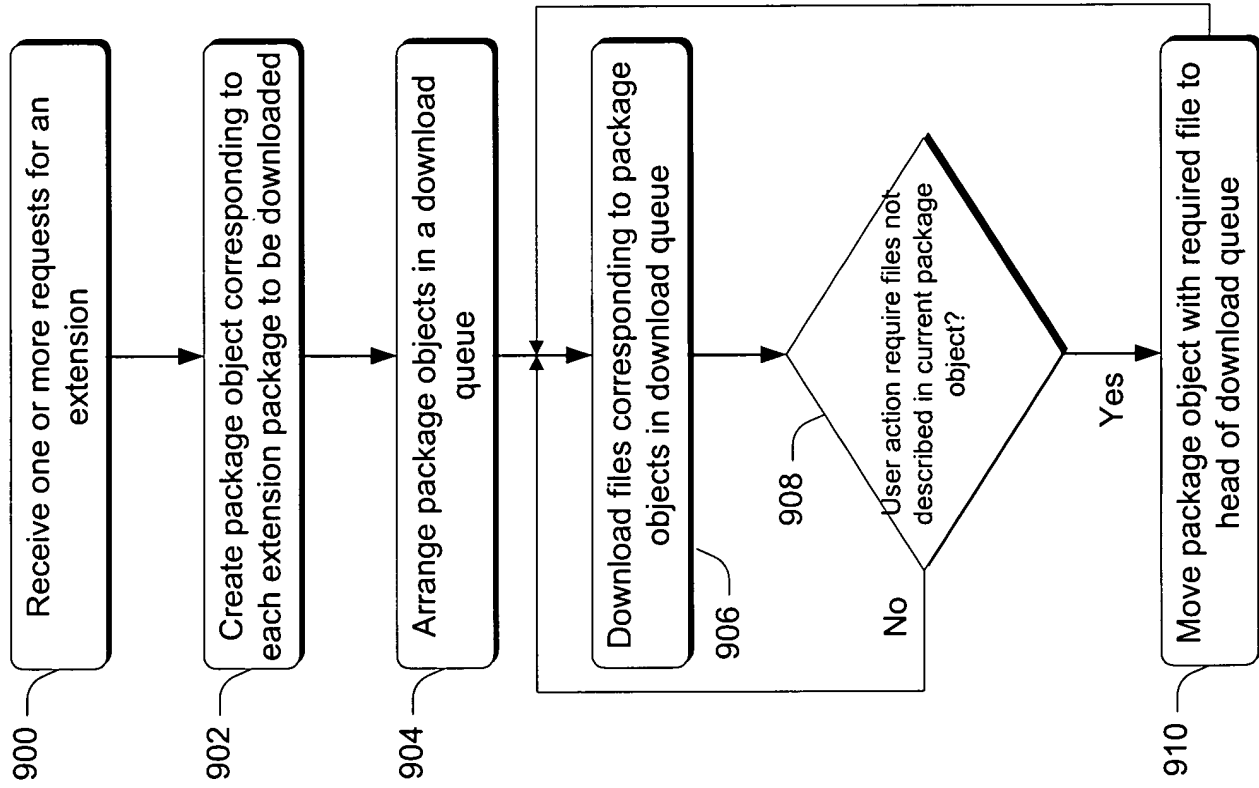 900
Receive one or more requests for an
extension
902
Create package object corresponding to
each extension package to be downloaded
904
Arrange package objects in a download
queue
Download files corresponding to package
objects in download queue
906
908
User action require files not
described in current package
object?
No
Yes
910
Move package object with required file to
head of download queue